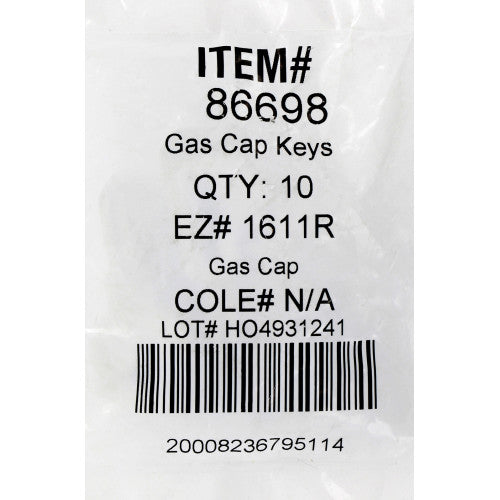 ITEM#
86698
Gas Cap Keys
QTY: 10
EZ# 1611R
Gas Cap
COLE# N/A
LOT# HO4931241
20008236795114